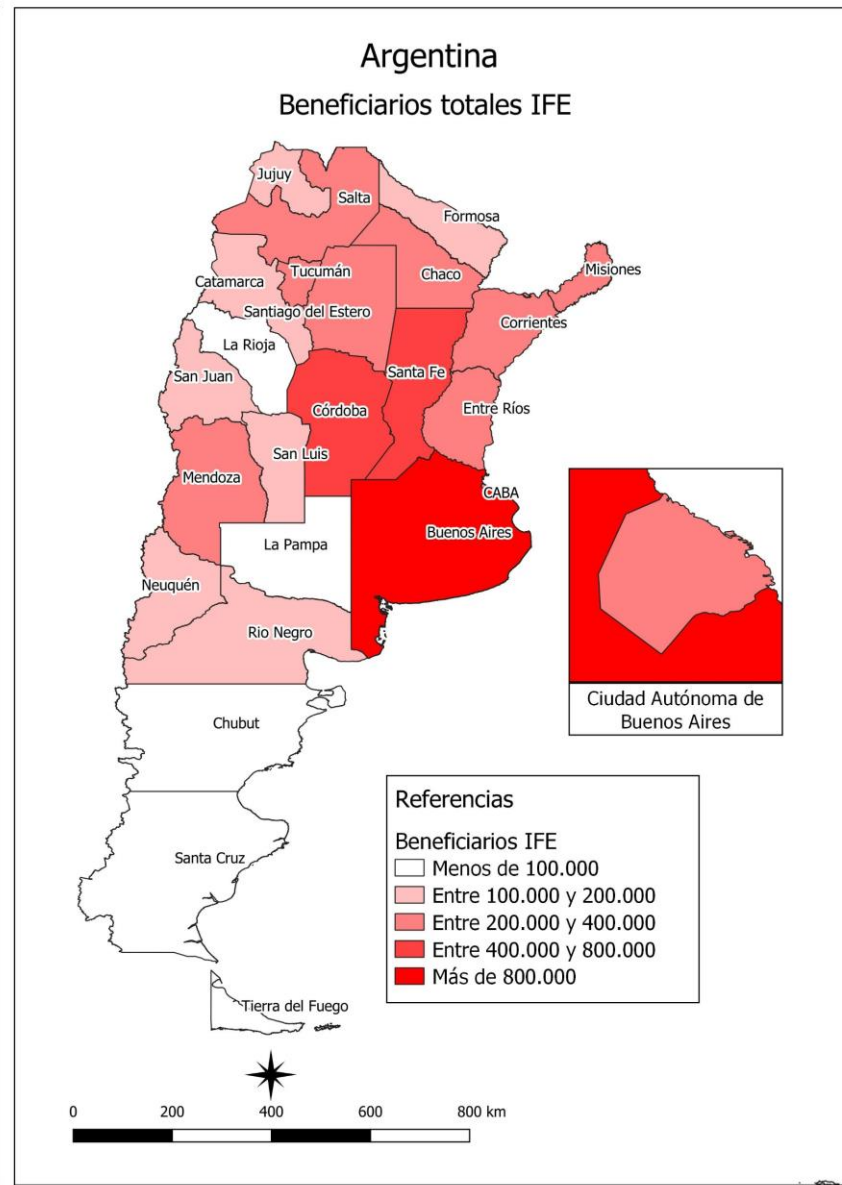 Argentina
Beneficiarios totales IFE
Jujuy
Salta
Formosa
Misiones
Tucumán
Chaco
Catamarca
Santiago del Estero
Corrientes
La Rioja
San Juan
Santa Fe
Córdoba
Entre Ríos
San Luis
Mendoza
CABA
Buenos Aires
La Pampa
Neuquén
Rio Negro
Ciudad Autónoma de
Buenos Aires
Chubut
Santa Cruz
Tierra del Fuego
Referencias
Beneficiarios IFE
Menos de 100.000
Entre 100.000 y 200.000
Entre 200.000 y 400.000
Entre 400.000 y 800.000
Más de 800.000
0 200 400 600 800 km